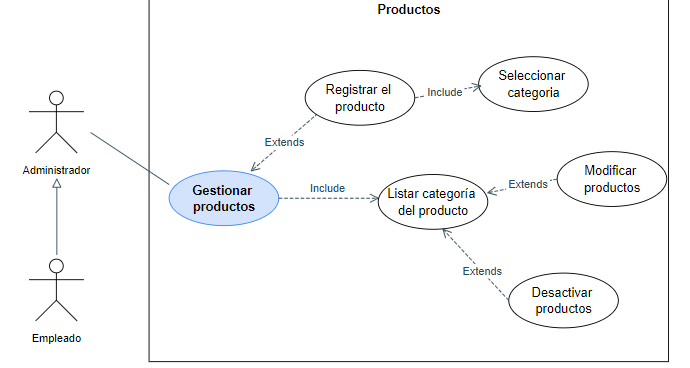 Productos
Registrar el
producto
Include
Seleccionar
categoria
Extends
Administrador
Gestionar
productos
Include
Listar categoría
del producto
Extends
Modificar
productos
Extends
Desactivar
productos
Empleado